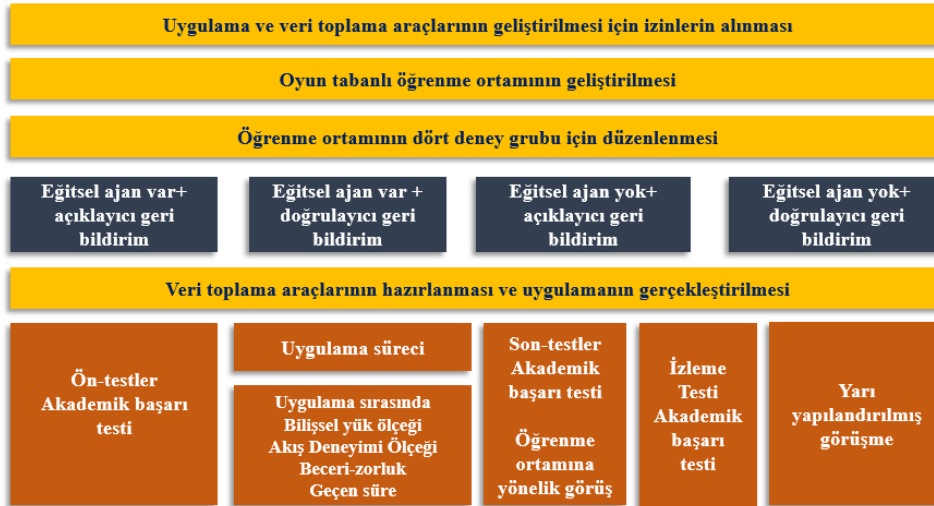 Uygulama ve veri toplama araçlarının geliştirilmesi için izinlerin alınması
Oyun tabanlı öğrenme ortamının geliştirilmesi
Öğrenme ortamının dört deney grubu için düzenlenmesi
Eğitsel ajan var+
açıklayıcı geri
bildirim
Eğitsel ajan var +
doğrulayıcı geri
bildirim
Eğitsel ajan yok+
açıklayıcı geri
bildirim
Eğitsel ajan yok+
doğrulayıcı geri
bildirim
Veri toplama araçlarının hazırlanması ve uygulamanın gerçekleştirilmesi
Ön-testler
Akademik başarı
testi
Uygulama süreci
Uygulama sırasında
Bilişsel yük ölçeği
Akış Deneyimi Ölçeği
Beceri-zorluk
Geçen süre
Son-testler
Akademik
başarı testi
Öğrenme
ortamına
yönelik görüş
İzleme
Testi
Akademik
başarı
testi
Yarı
yapılandırılmış
görüşme